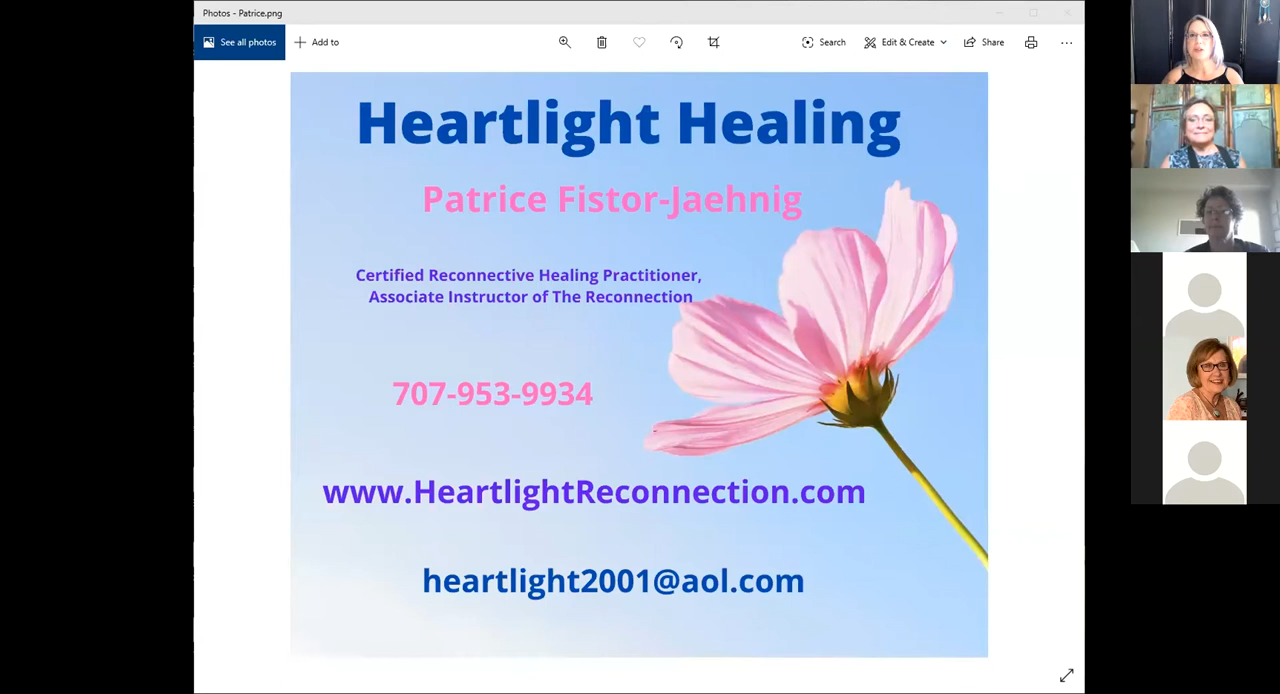 Photos - Patrice.png
See all photos
Add to
Search
Edit & Create
Share
Heartlight Healing
Patrice Fistor-Jaehnig
Certified Reconnective Healing Practitioner,
Associate Instructor of The Reconnection
707-953-9934
www.HeartlightReconnection.com
heartlight2001@aol.com